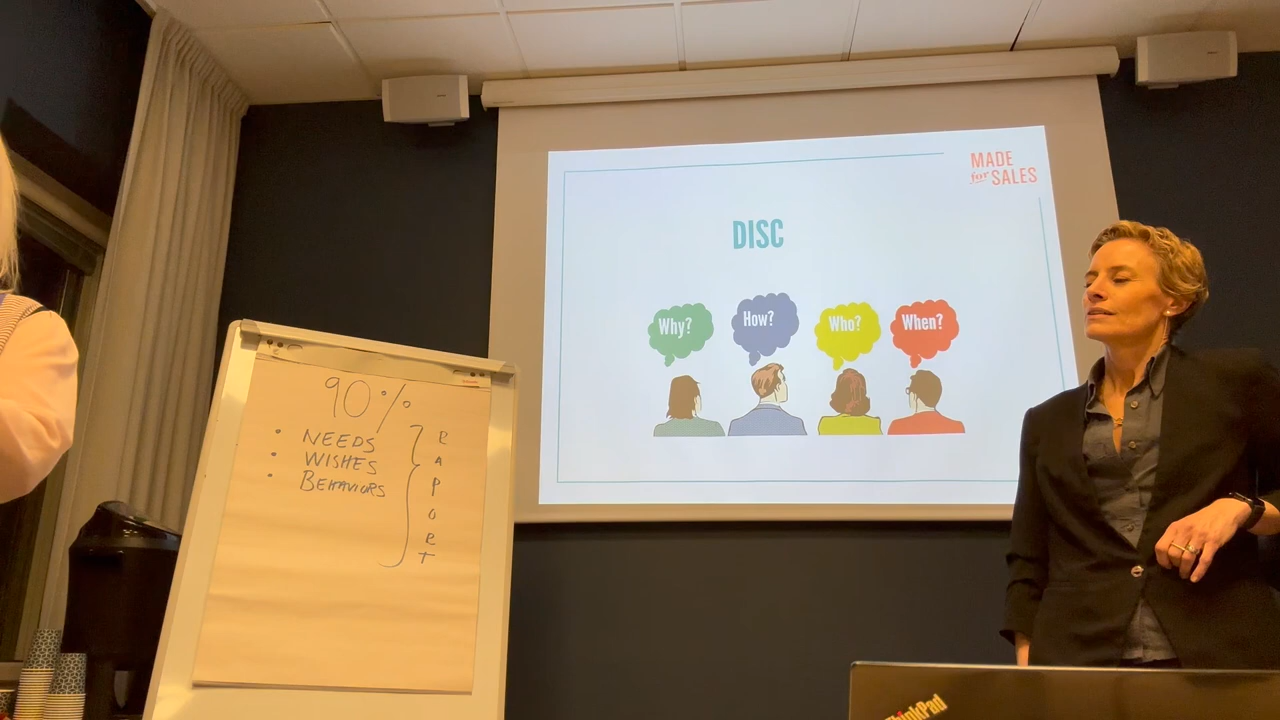 90%
• NEEDS
• WISHES
• BEHAVIORS
R
A
P
O
R
T
MADE
for SALES
DISC
Why?
How?
Who?
When?
ThinkPad